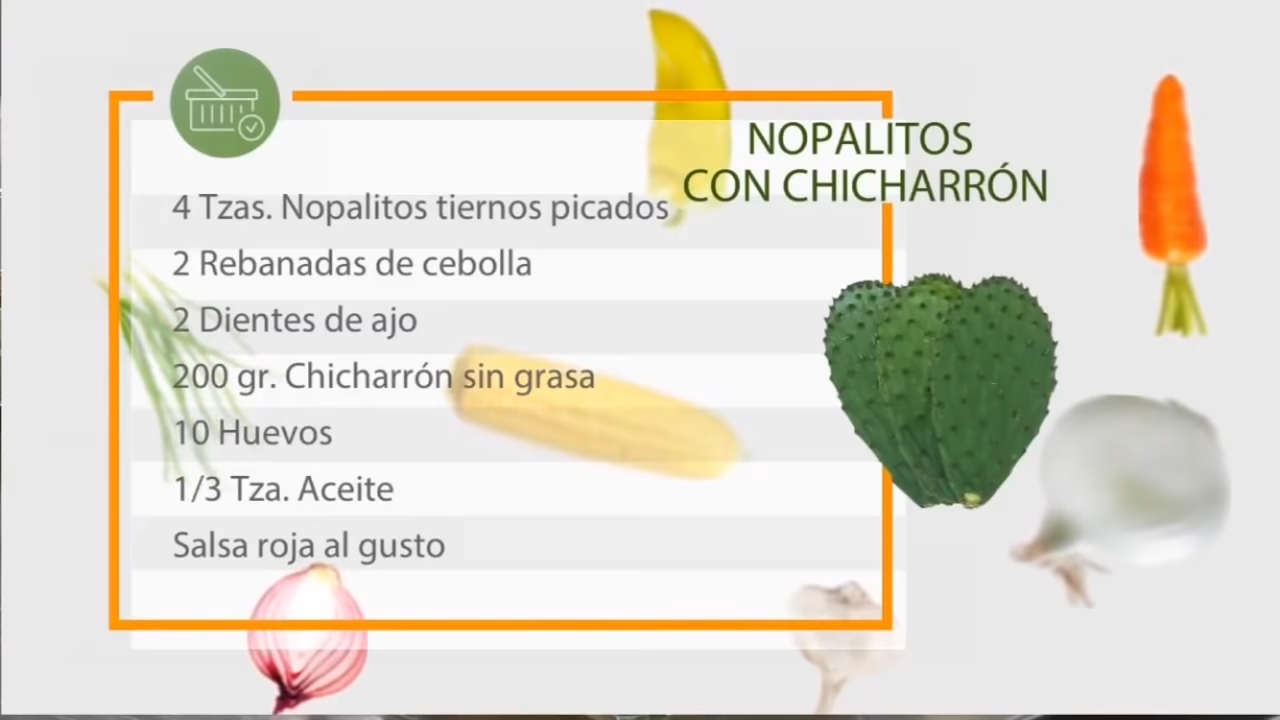 NOPALITOS
CON CHICHARRÓN
4 Tzas. Nopalitos tiernos picados
2 Rebanadas de cebolla
2 Dientes de ajo
200 gr. Chicharrón sin grasa
10 Huevos
1/3 Tza. Aceite
Salsa roja al gusto